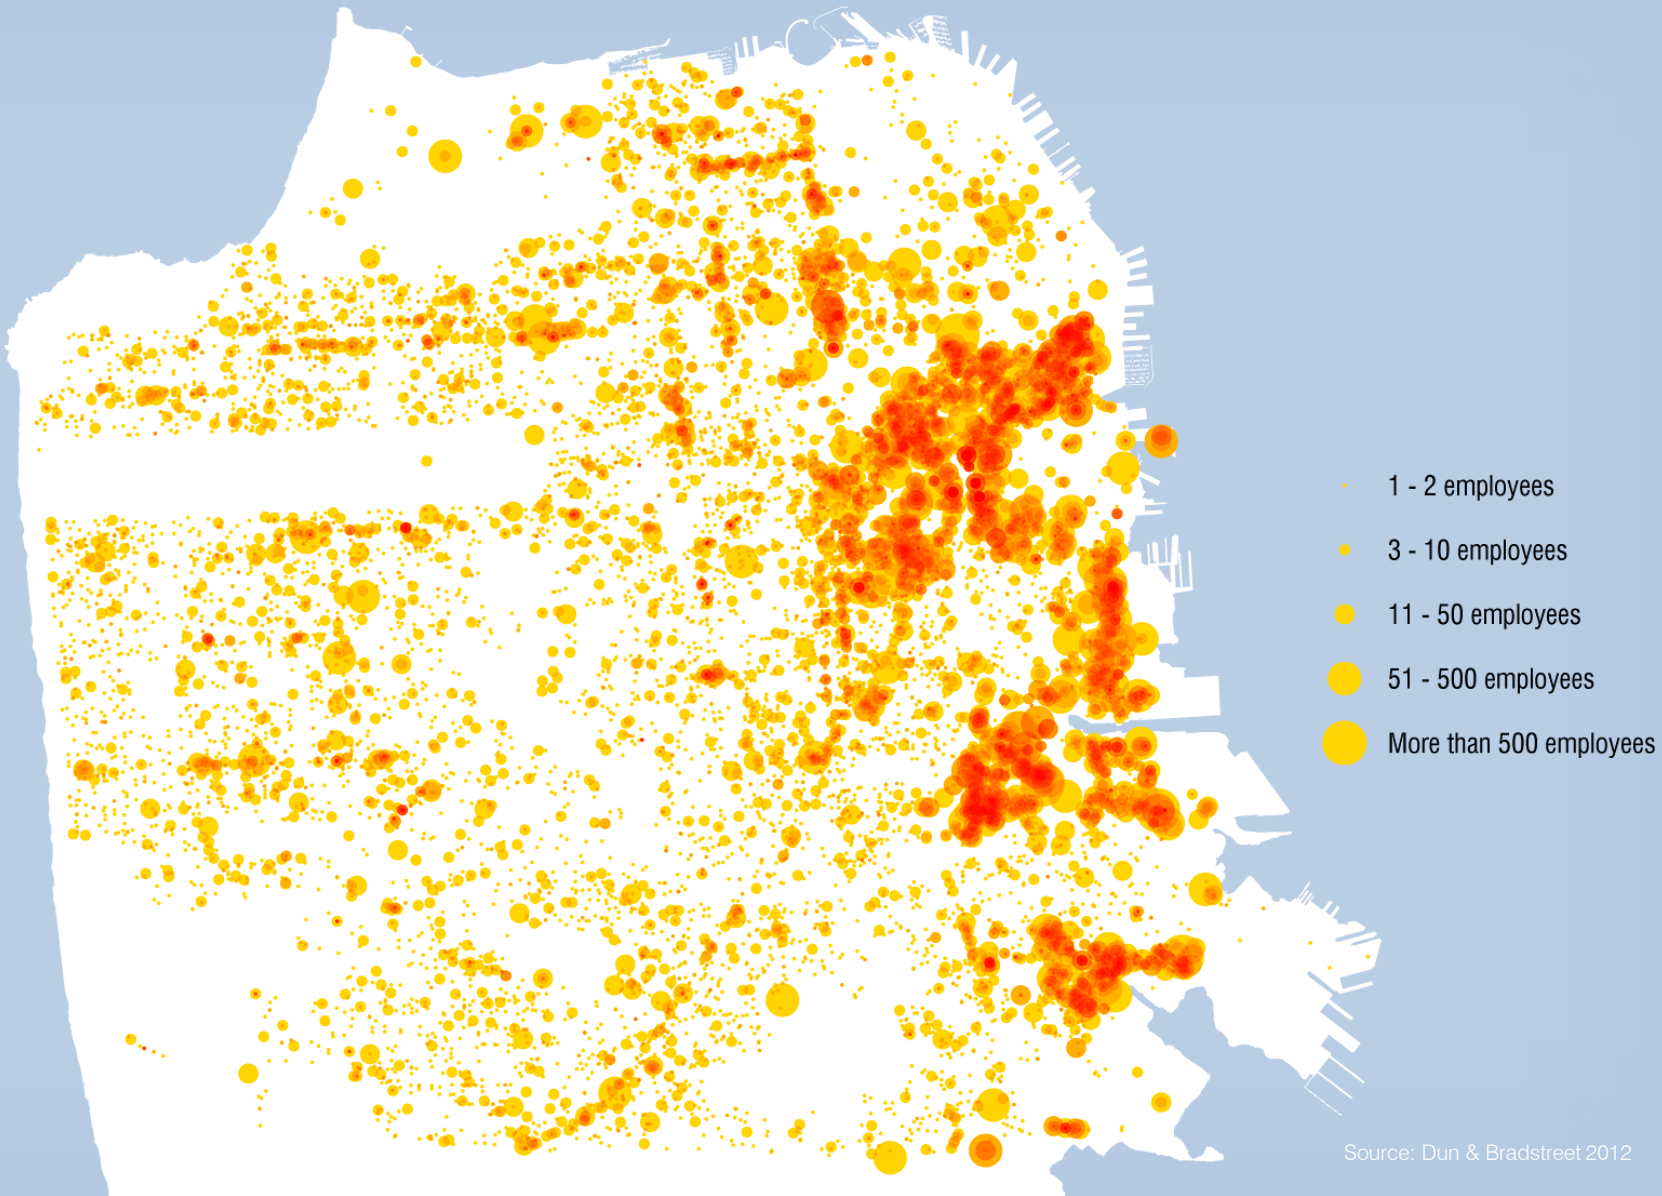 1 - 2 employees
3 - 10 employees
11 - 50 employees
51 - 500 employees
More than 500 employees
Source: Dun & Bradstreet 2012